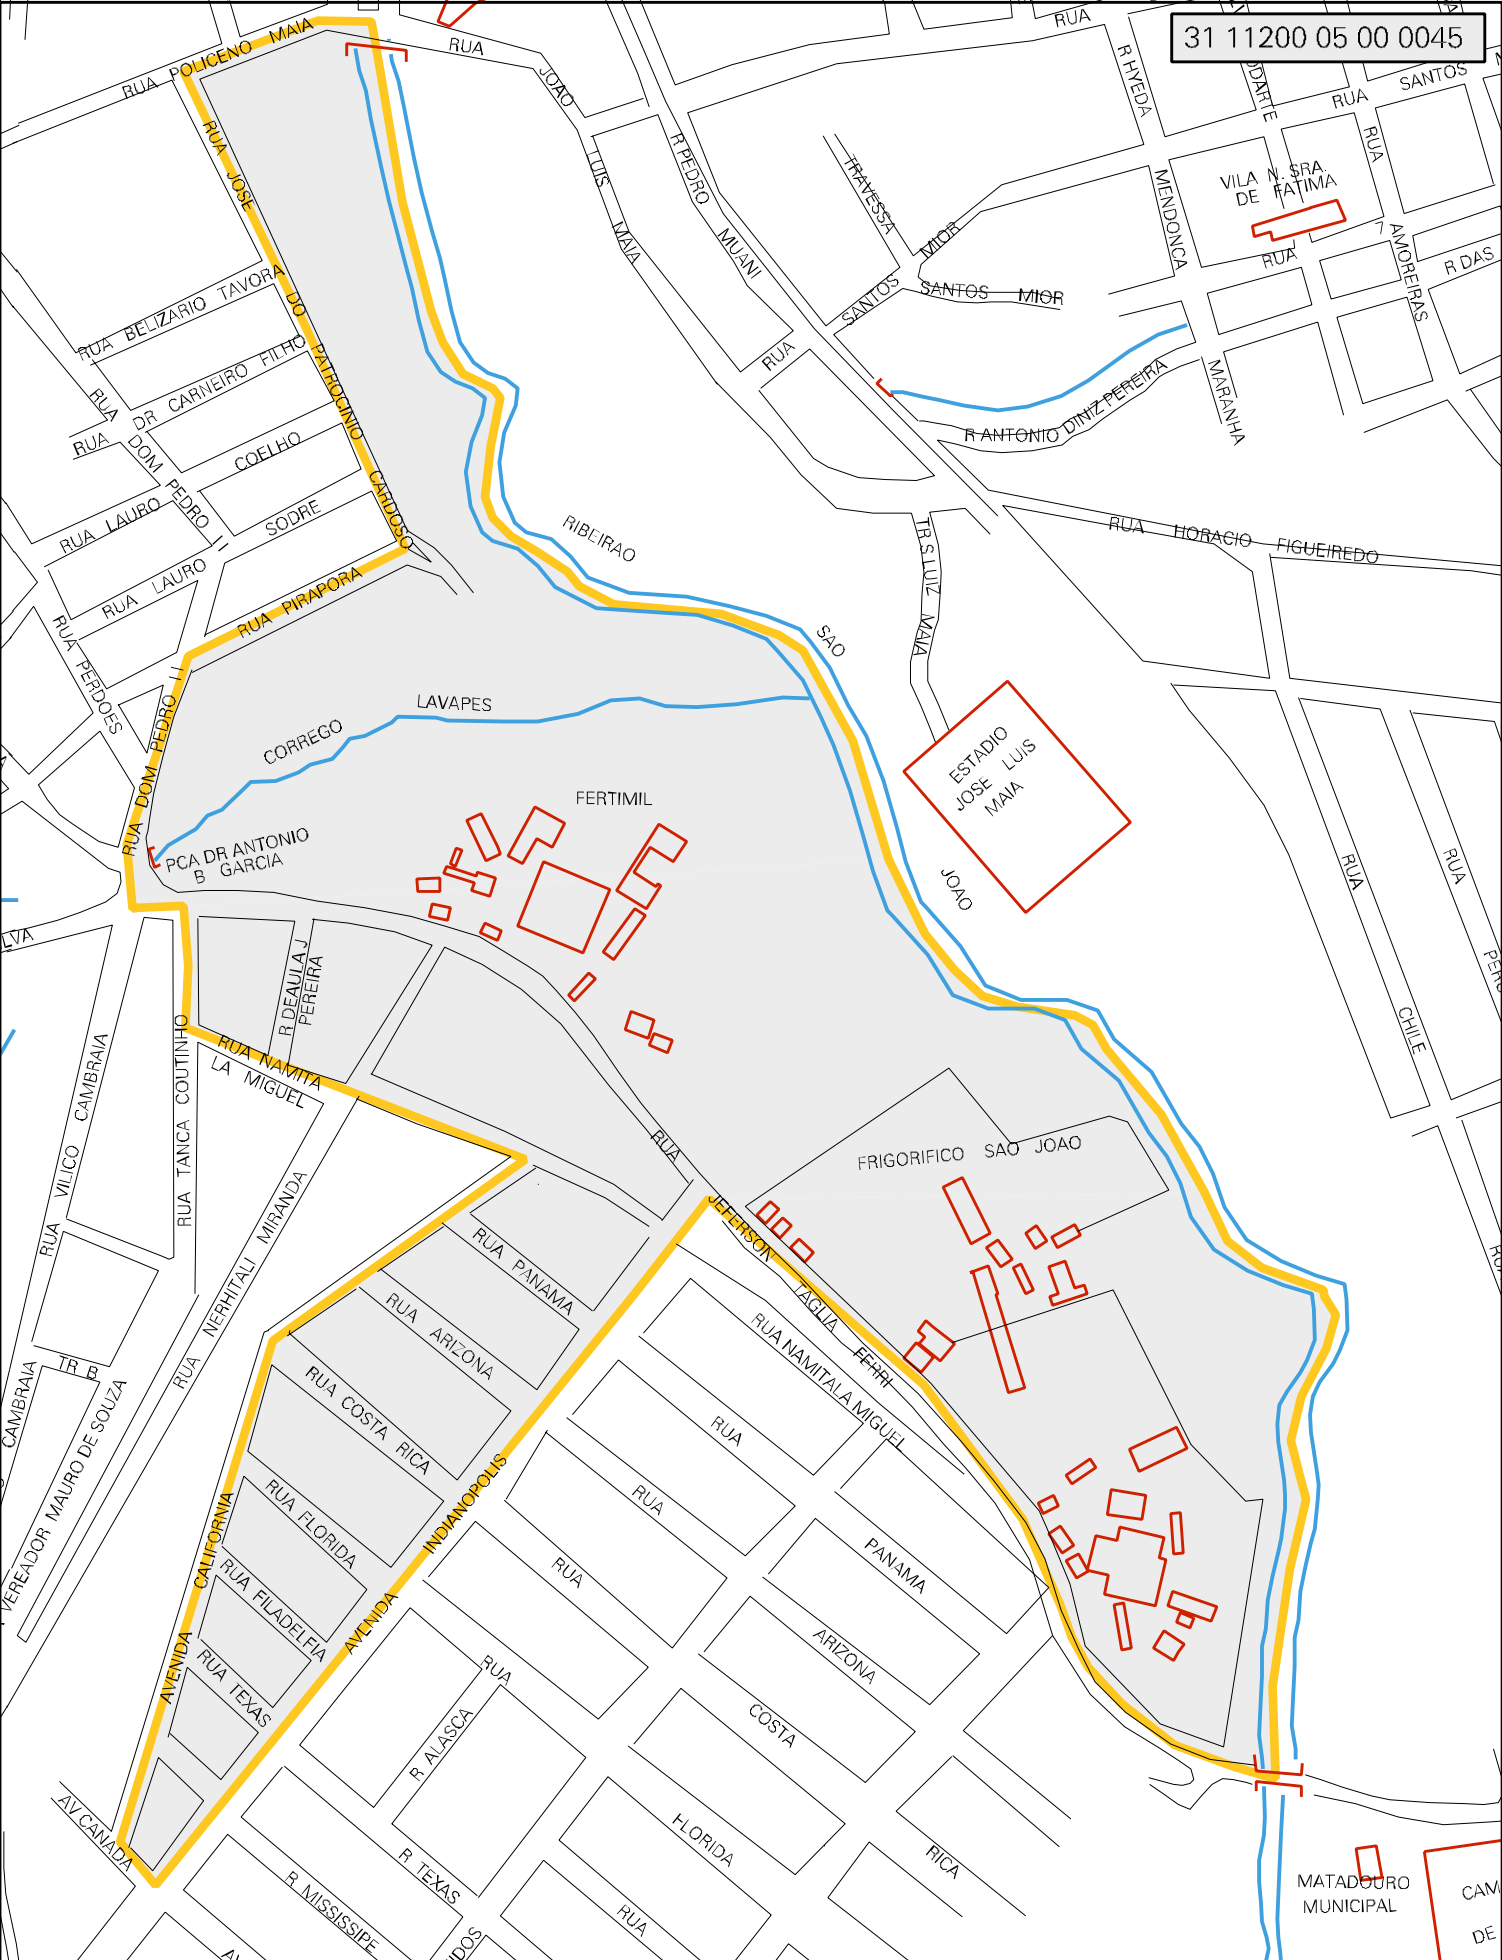 31 11200 05 00 0045
RUA POLICENO MAIA
RUA JOAO LUIS MAIA
R PEDRO MUANI
RUA
R HYEDA MENDONCA
RUA SANTOS
RUA AMOREIRAS
VILA N. SRA.
DE FATIMA
RUA
R DAS
TRAVESSA SANTOS MIOR
SANTOS MIOR
RUA
R ANTONIO DINIZ PEREIRA
MARANHA
RUA JOSE DO PATROCINIO CARDOSO
RUA BELIZARIO TAVORA
RUA DR CARNEIRO FILHO
RUA LAURO COELHO
RUA LAURO SODRE
RUA DOM PEDRO II
RUA PIRAPORA
RUA PERDOES
RUA DOM PEDRO II
RIBEIRAO SAO JOAO
TR S LUIZ MAIA
RUA HORACIO FIGUEIREDO
ESTADIO
JOSE LUIS
MAIA
CORREGO LAVAPES
FERTIMIL
PCA DR ANTONIO
B GARCIA
LVA
R DEAULA J
PEREIRA
RUA NAMITA
LA MIGUEL
RUA TANCA COUTINHO
RUA VILICO CAMBRAIA
RUA NERHITALI MIRANDA
TR B
CAMBRAIA
VEREADOR MAURO DE SOUZA
RUA JEFERSON TAGLIA FERRI
FRIGORIFICO SAO JOAO
RUA CHILE
RUA
RUA PANAMA
RUA ARIZONA
RUA COSTA RICA
RUA FLORIDA
RUA FILADELFIA
RUA TEXAS
AVENIDA CALIFORNIA
AVENIDA INDIANOPOLIS
AV CANADA
RUA NAMITALA MIGUEL
RUA PANAMA
RUA ARIZONA
RUA COSTA RICA
RUA FLORIDA
R ALASCA
R TEXAS
R MISSISSIPE
RUA
MATADOURO
MUNICIPAL
CAM
DE